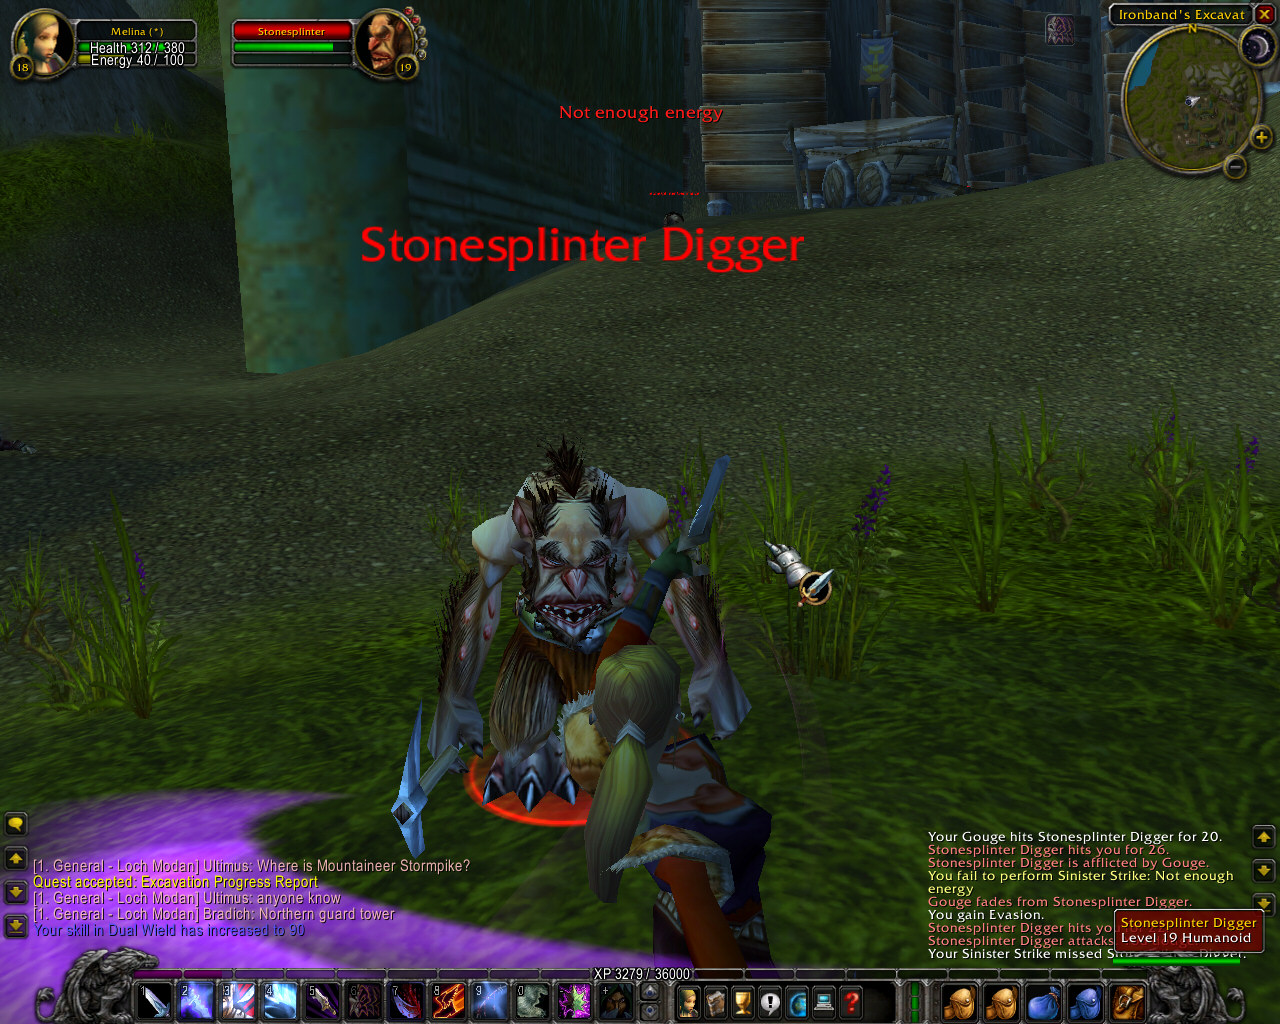 Melina (*)
Health 312 / 380
Energy 40 / 100
18
Stonesplinter
19
Ironband's Excavat
N
Not enough energy
Stonesplinter Digger
[1. General - Loch Modan] Ultimus: Where is Mountaineer Stormpike?
Quest accepted: Excavation Progress Report
[1. General - Loch Modan] Ultimus: anyone know
[1. General - Loch Modan] Bradich: Northern guard tower
Your skill in Dual Wield has increased to 90
Your Gouge hits Stonesplinter Digger for 20.
Stonesplinter Digger hits you for 26.
Stonesplinter Digger is afflicted by Gouge.
You fail to perform Sinister Strike: Not enough
energy
Gouge fades from Stonesplinter Digger.
You gain Evasion.
Stonesplinter Digger hits
Stonesplinter Digger attacks
Your Sinister Strike missed
Stonesplinter Digger
Level 19 Humanoid
XP 3279 / 36000
1 2 3 4 5 6 7 8 9 0 - +